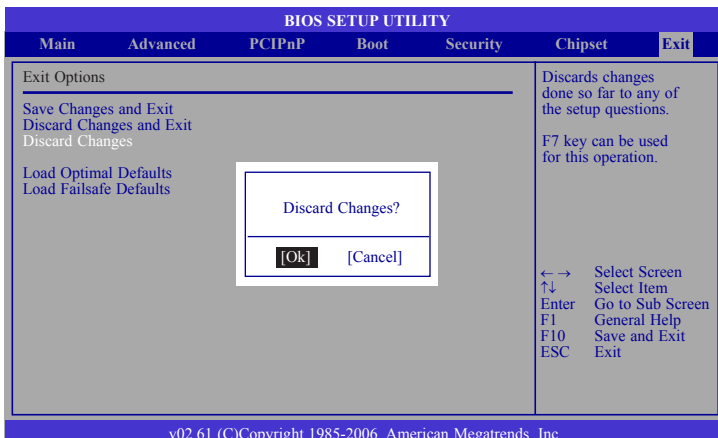 BIOS SETUP UTILITY
Main Advanced PCIPnP Boot Security Chipset Exit
Exit Options
Save Changes and Exit
Discard Changes and Exit
Discard Changes
Load Optimal Defaults
Load Failsafe Defaults
Discard Changes?
[Ok] [Cancel]
Discards changes
done so far to any of
the setup questions.
F7 key can be used
for this operation.
←→ Select Screen
↑↓ Select Item
Enter Go to Sub Screen
F1 General Help
F10 Save and Exit
ESC Exit
v02.61 (C)Copyright 1985-2006, American Megatrends, Inc.